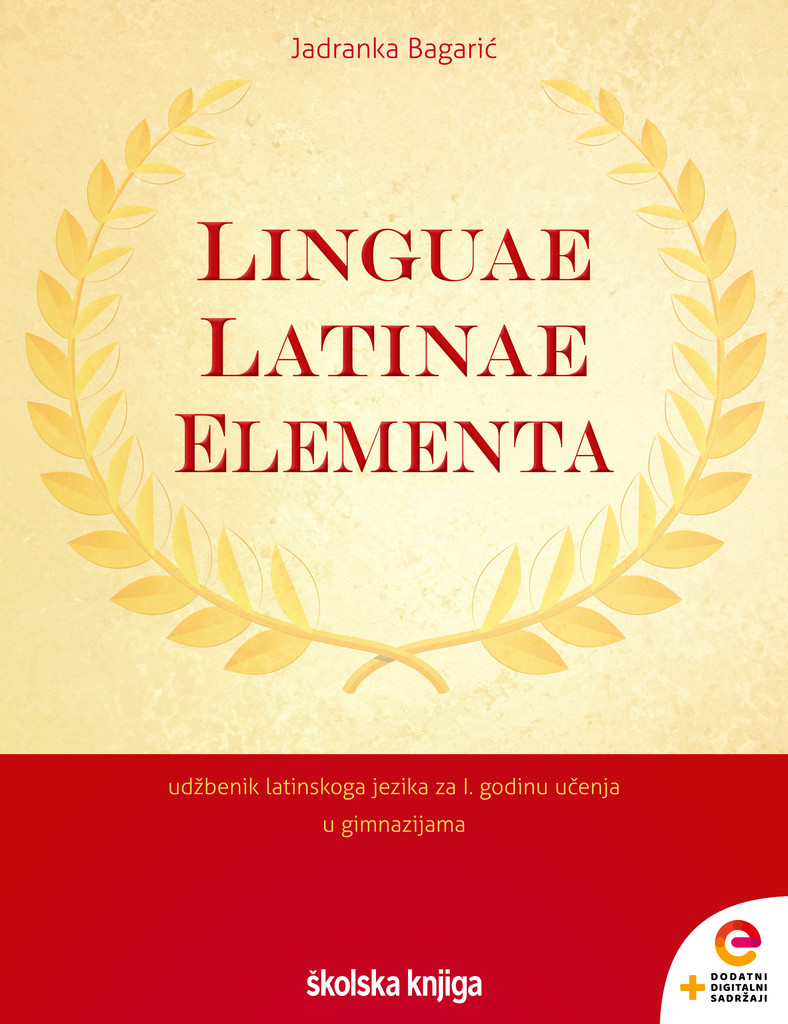 Jadranka Bagarić
LINGUAE
LATINAE
ELEMENTA
udžbenik latinskoga jezika za I. godinu učenja
u gimnazijama
školska knjiga
e
+ DODATNI
DIGITALNI
SADRŽAJI